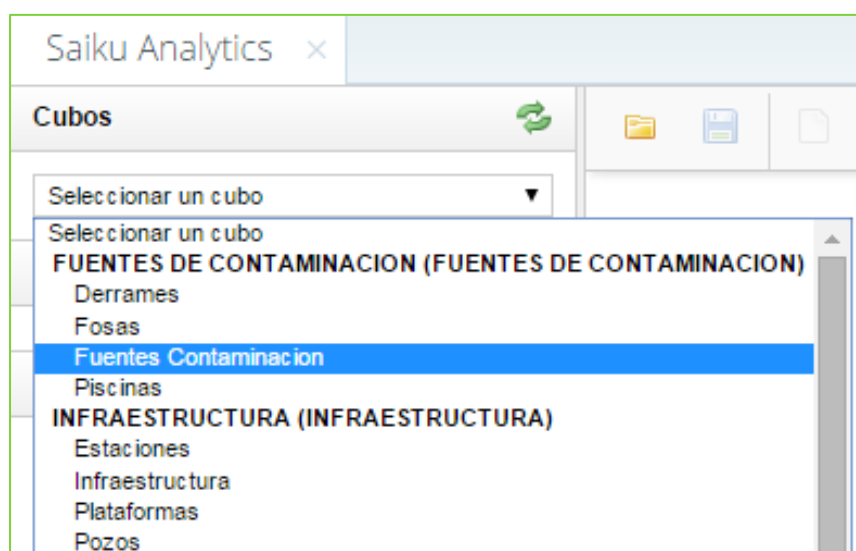 Saiku Analytics ×
Cubos
Seleccionar un cubo
Seleccionar un cubo
FUENTES DE CONTAMINACION (FUENTES DE CONTAMINACION)
Derrames
Fosas
Fuentes Contaminacion
Piscinas
INFRAESTRUCTURA (INFRAESTRUCTURA)
Estaciones
Infraestructura
Plataformas
Pozos